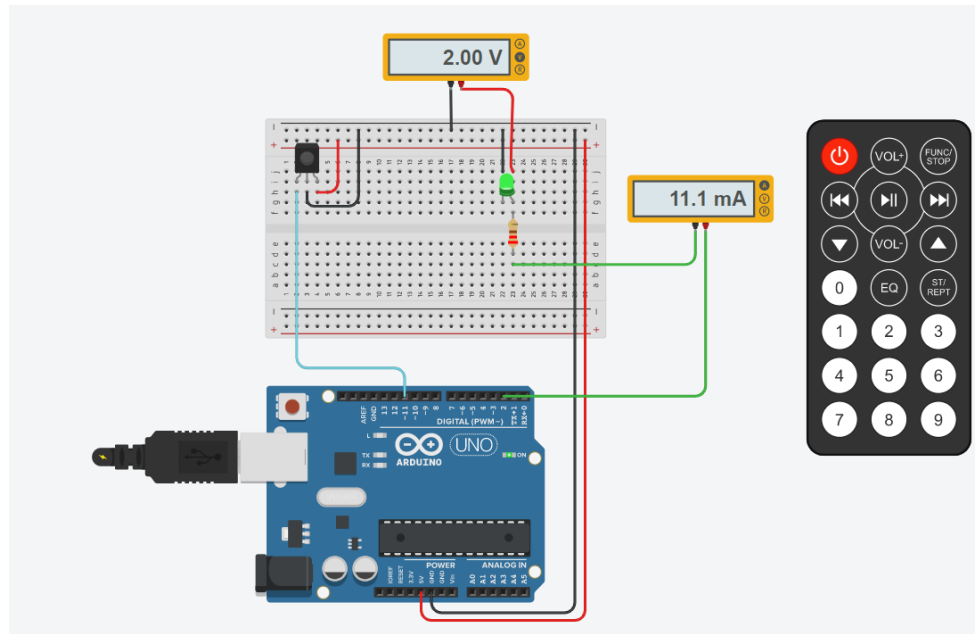 2.00 V
A
V
R
11.1 mA
A
V
R
VOL+
FUNC/
STOP
VOL-
0
EQ
ST/
REPT
1
2
3
4
5
6
7
8
9
j
i
h
g
f
e
d
c
b
a
AREF
GND
13
12
~11
~10
~9
8
7
~6
~5
4
~3
2
TX→1
RX←0
DIGITAL (PWM~)
L
TX
RX
UNO
ARDUINO
ON
POWER
ANALOG IN
IOREF
RESET
3.3V
5V
GND
GND
Vin
A0
A1
A2
A3
A4
A5